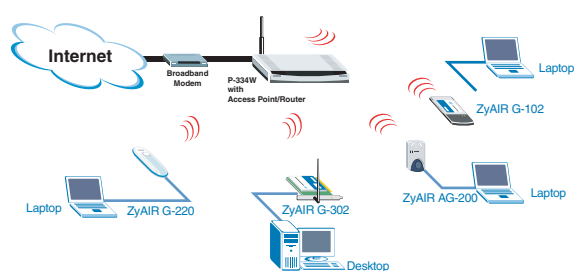 Internet
Broadband
Modem
P-334W
with
Access Point/Router
Laptop
ZyAIR G-102
Laptop
ZyAIR G-220
ZyAIR G-302
ZyAIR AG-200
Laptop
Desktop